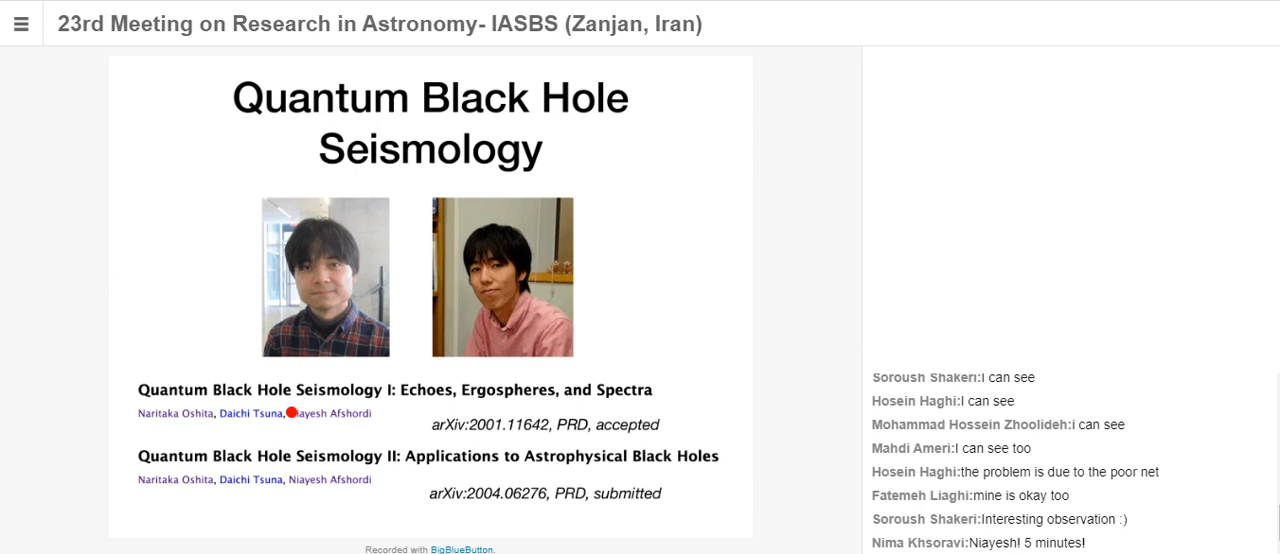 23rd Meeting on Research in Astronomy- IASBS (Zanjan, Iran)
Quantum Black Hole
Seismology
Quantum Black Hole Seismology I: Echoes, Ergospheres, and Spectra
Naritaka Oshita, Daichi Tsuna, iayesh Afshordi
arXiv:2001.11642, PRD, accepted
Quantum Black Hole Seismology II: Applications to Astrophysical Black Holes
Naritaka Oshita, Daichi Tsuna, Niayesh Afshordi
arXiv:2004.06276, PRD, submitted
Recorded with BigBlueButton.
Soroush Shakeri:I can see
Hosein Haghi:I can see
Mohammad Hossein Zhoolideh:i can see
Mahdi Ameri:I can see too
Hosein Haghi:the problem is due to the poor net
Fatemeh Liaghi:mine is okay too
Soroush Shakeri:Interesting observation :)
Nima Khsoravi:Niayesh! 5 minutes!